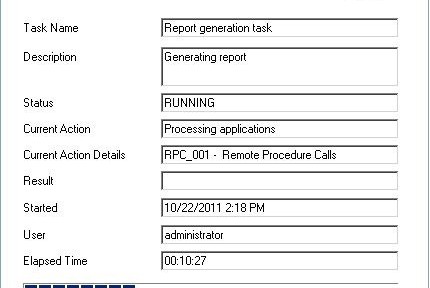 Task Name Report generation task
Description Generating report
Status RUNNING
Current Action Processing applications
Current Action Details RPC_001 - Remote Procedure Calls
Result
Started 10/22/2011 2:18 PM
User administrator
Elapsed Time 00:10:27